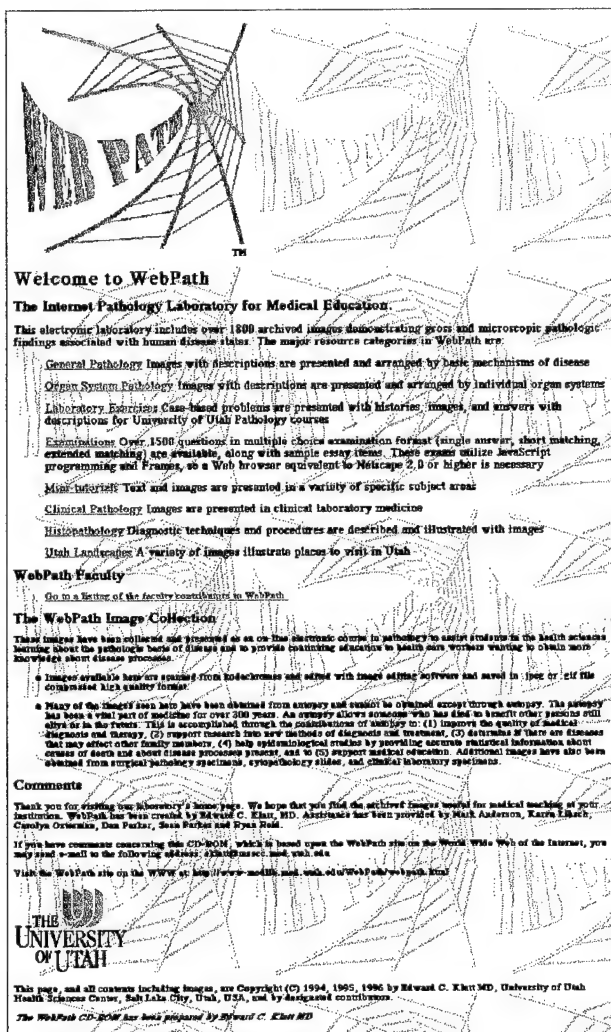 WEB PATH
TM
Welcome to WebPath
The Internet Pathology Laboratory for Medical Education
This electronic laboratory includes over 1800 archived images demonstrating gross and microscopic pathologic
findings associated with human disease states. The major resource categories in WebPath are:
General Pathology Images with descriptions are presented and arranged by basic mechanisms of disease
Organ System Pathology Images with descriptions are presented and arranged by individual organ systems
Laboratory Exercises Case-based problems are presented with histories, images, and answers with
descriptions for University of Utah Pathology courses
Examinations Over 1500 questions in multiple choice examination format (single answer, short matching,
extended matching) are available, along with sample essay items. These exams utilize JavaScript
programming and Frames, so a Web browser equivalent to Netscape 2.0 or higher is necessary
Mini-tutorials Text and images are presented in a variety of specific subject areas
Clinical Pathology Images are presented in clinical laboratory medicine
Histopathology Diagnostic techniques and procedures are described and illustrated with images
Utah Landscapes A variety of images illustrate places to visit in Utah
WebPath Faculty
Go to a listing of the faculty contributors to WebPath
The WebPath Image Collection
These images have been collected and presented as an on-line electronic course in pathology to assist students in the health sciences
learning about the pathologic basis of disease and to provide continuing education to health care workers wanting to obtain more
knowledge about disease processes.
Images available here are scanned from kodachromes and edited with image editing software and saved in .jpeg or .gif file
compressed high quality format.
Many of the images seen here have been obtained from autopsy and cannot be obtained except through autopsy. The autopsy
has been a vital part of medicine for over 300 years. An autopsy allows someone who has died to benefit other persons still
alive or in the future. This is accomplished through the contributions of autopsy to: (1) improve the quality of medical
diagnosis and therapy, (2) support research into new methods of diagnosis and treatment, (3) determine if there are diseases
that may effect other family members, (4) help epidemiological studies by providing accurate statistical information about
causes of death and about disease processes present, and to (5) support medical education. Additional images have also been
obtained from surgical pathology specimens, cytopathology slides, and clinical laboratory specimens.
Comments
Thank you for visiting our laboratory's home page. We hope that you find the archived images useful for medical teaching at your
institution. WebPath has been created by Edward C. Klatt, MD. Assistance has been provided by Mark Anderson, Karen
Carolyn Dan Parker, Sean Parker and Ryan Reid.
If you have comments concerning this CD-ROM, which is based upon the WebPath site on the World Wide Web of the Internet, you
may send e-mail to the following address:
Visit the WebPath site on the WWW at: http://www-medlib.med.utah.edu/WebPath/webpath.html
THE
UNIVERSITY
OF UTAH
This page, and all contents including images, are Copyright (C) 1994, 1995, 1996 by Edward C. Klatt MD, University of Utah
Health Sciences Center, Salt Lake City, Utah, USA, and by designated contributors.
The WebPath CD-ROM has been prepared by Edward C. Klatt MD